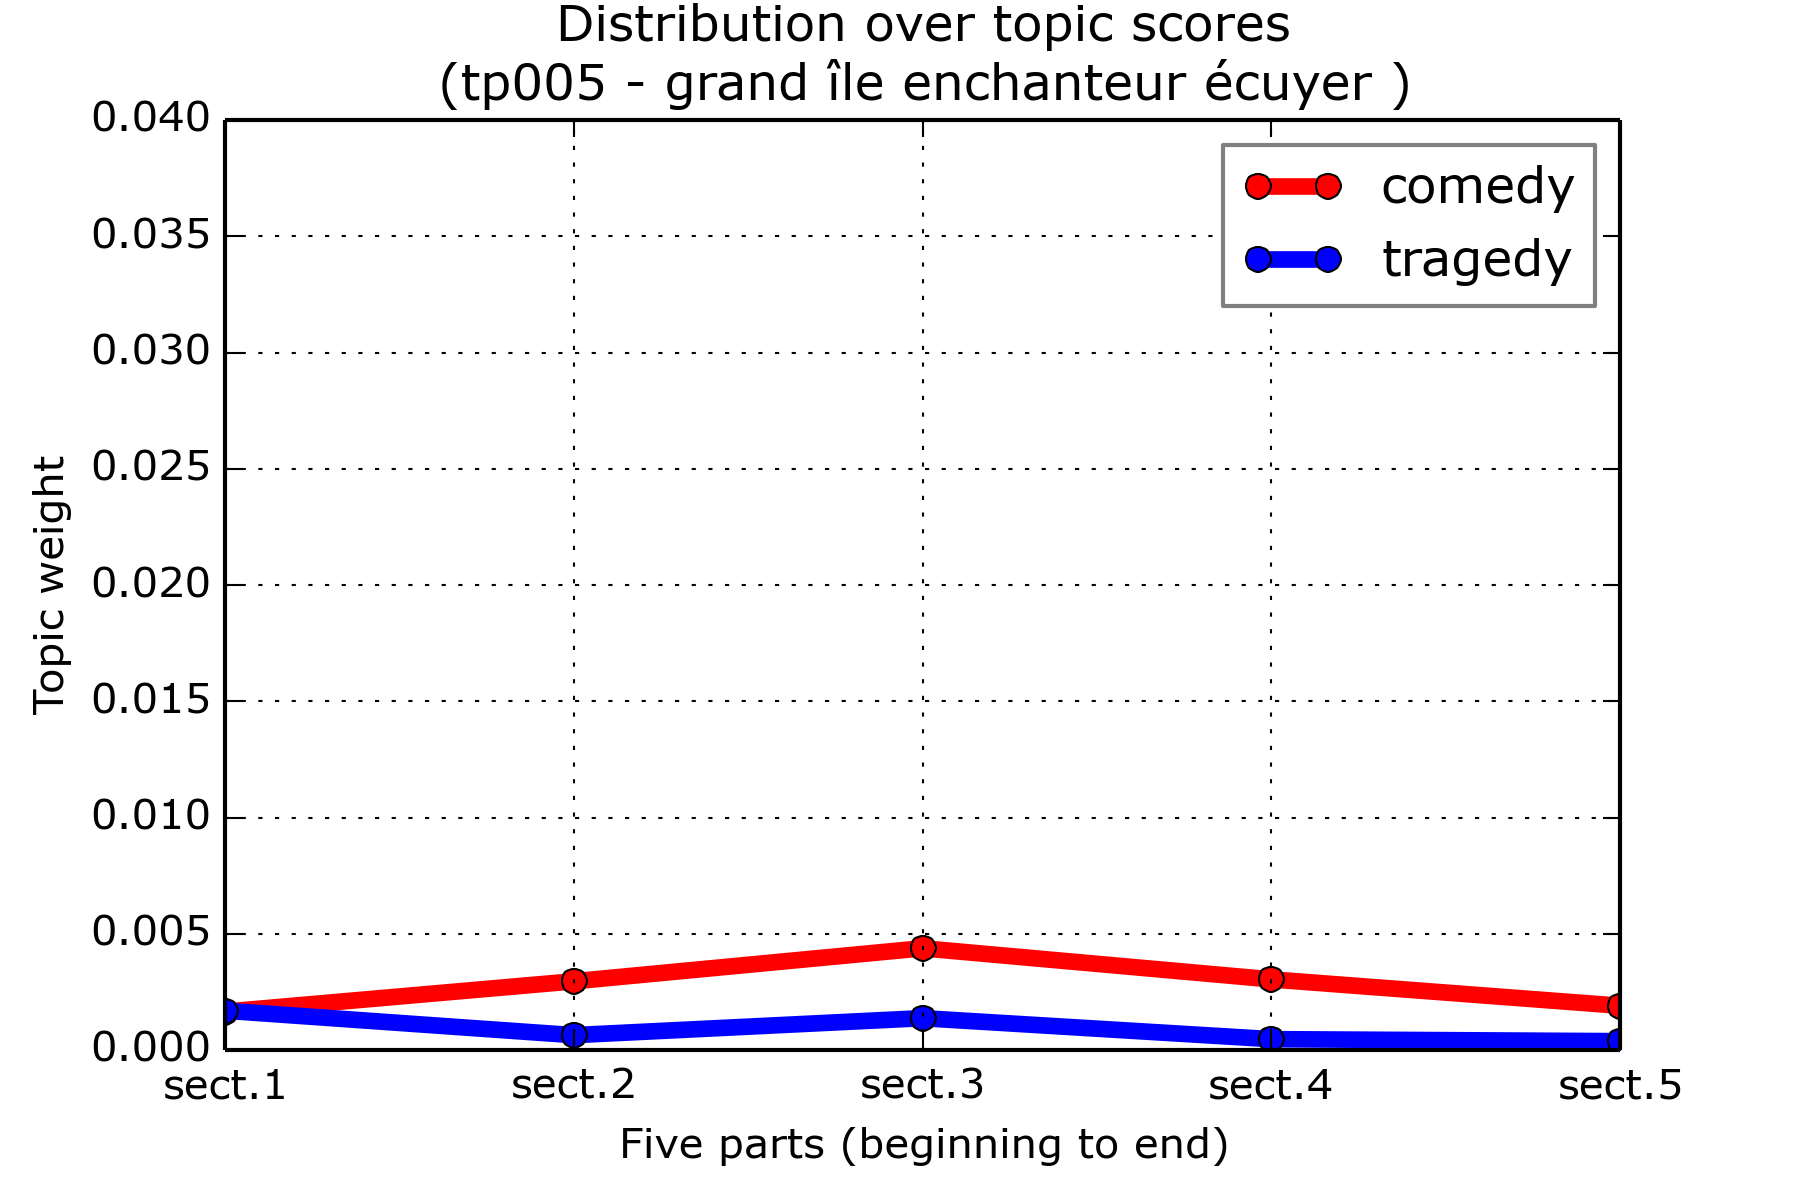 Distribution over topic scores
(tp005 - grand île enchanteur écuyer )
0.040
0.035
0.030
0.025
0.020
0.015
0.010
0.005
0.000
Topic weight
comedy
tragedy
sect.1 sect.2 sect.3 sect.4 sect.5
Five parts (beginning to end)